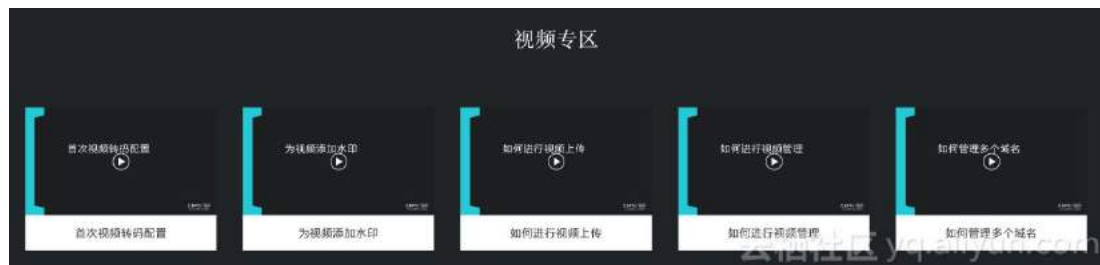 视频专区
首次视频转码配置
为视频添加水印
如何进行视频上传
如何进行视频管理
如何管理多个域名
首次视频转码配置
为视频添加水印
如何进行视频上传
如何进行视频管理
如何管理多个域名
云栖社区 yq.aliyun.com